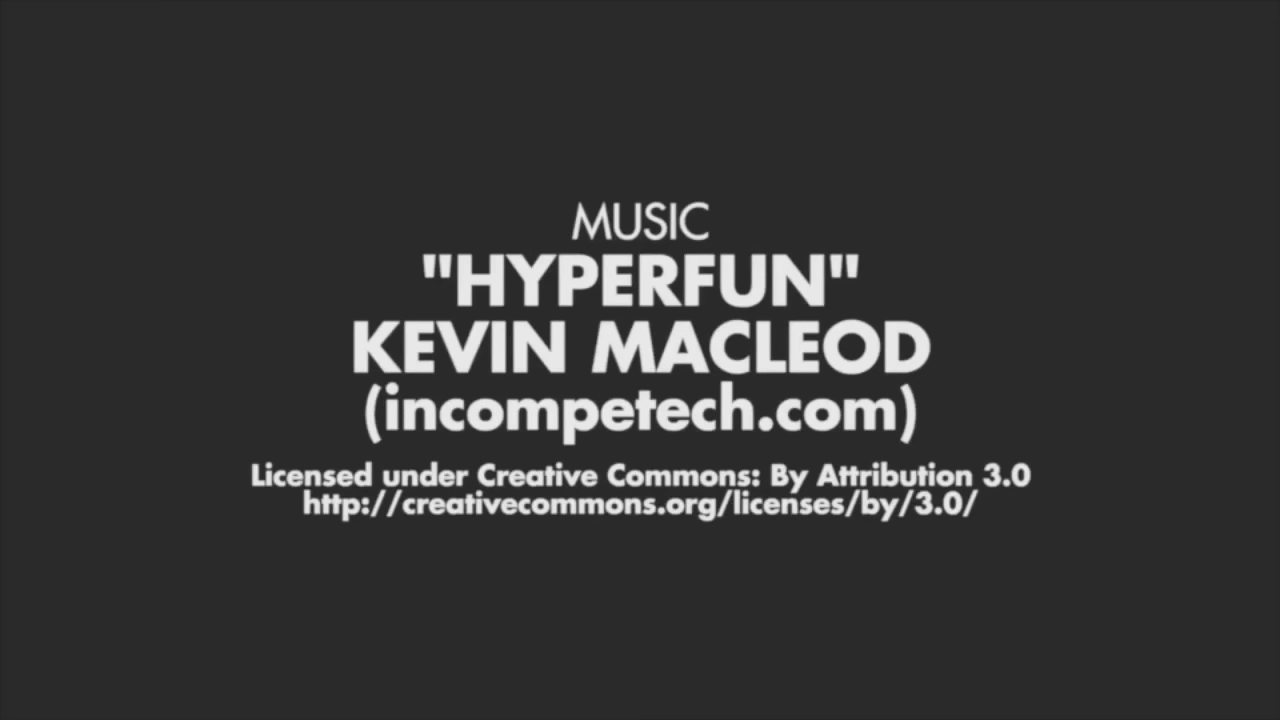 MUSIC
"HYPERFUN"
KEVIN MACLEOD
(incompetech.com)
Licensed under Creative Commons: By Attribution 3.0
http://creativecommons.org/licenses/by/3.0/